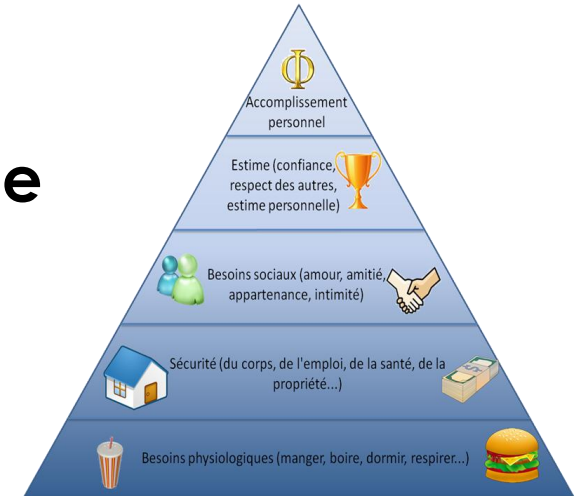 Φ
Accomplissement
personnel
e
Estime (confiance,
respect des autres,
estime personnelle)
Besoins sociaux (amour, amitié,
appartenance, intimité)
Sécurité (du corps, de l'emploi, de la santé, de la
propriété...)
Besoins physiologiques (manger, boire, dormir, respirer...)